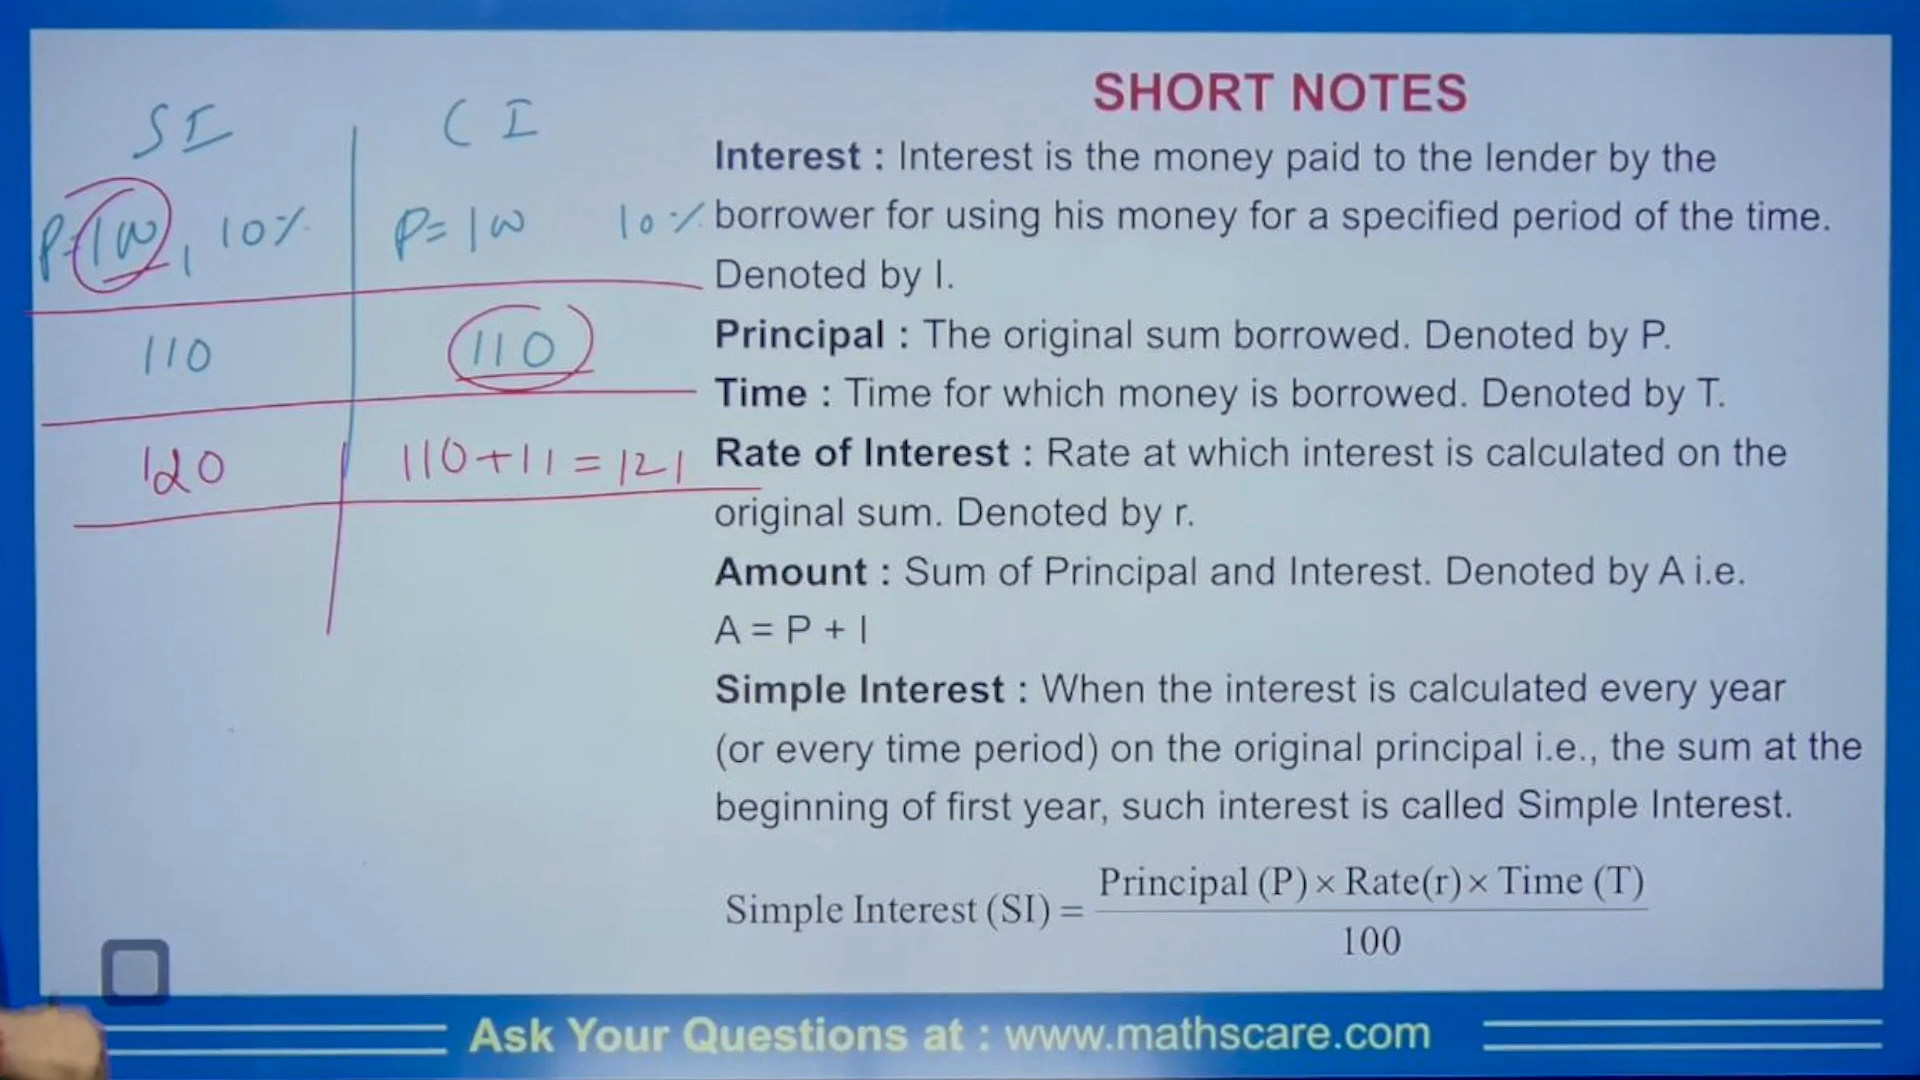 SI
CI
P=100, 10%
P=100 10%
110
110
120
110+11=121
SHORT NOTES
Interest : Interest is the money paid to the lender by the
borrower for using his money for a specified period of the time.
Denoted by I.
Principal : The original sum borrowed. Denoted by P.
Time : Time for which money is borrowed. Denoted by T.
Rate of Interest : Rate at which interest is calculated on the
original sum. Denoted by r.
Amount : Sum of Principal and Interest. Denoted by A i.e.
A = P + I
Simple Interest : When the interest is calculated every year
(or every time period) on the original principal i.e., the sum at the
beginning of first year, such interest is called Simple Interest.
Simple Interest (SI) = Principal (P) × Rate(r) × Time (T)
100
Ask Your Questions at : www.mathscare.com